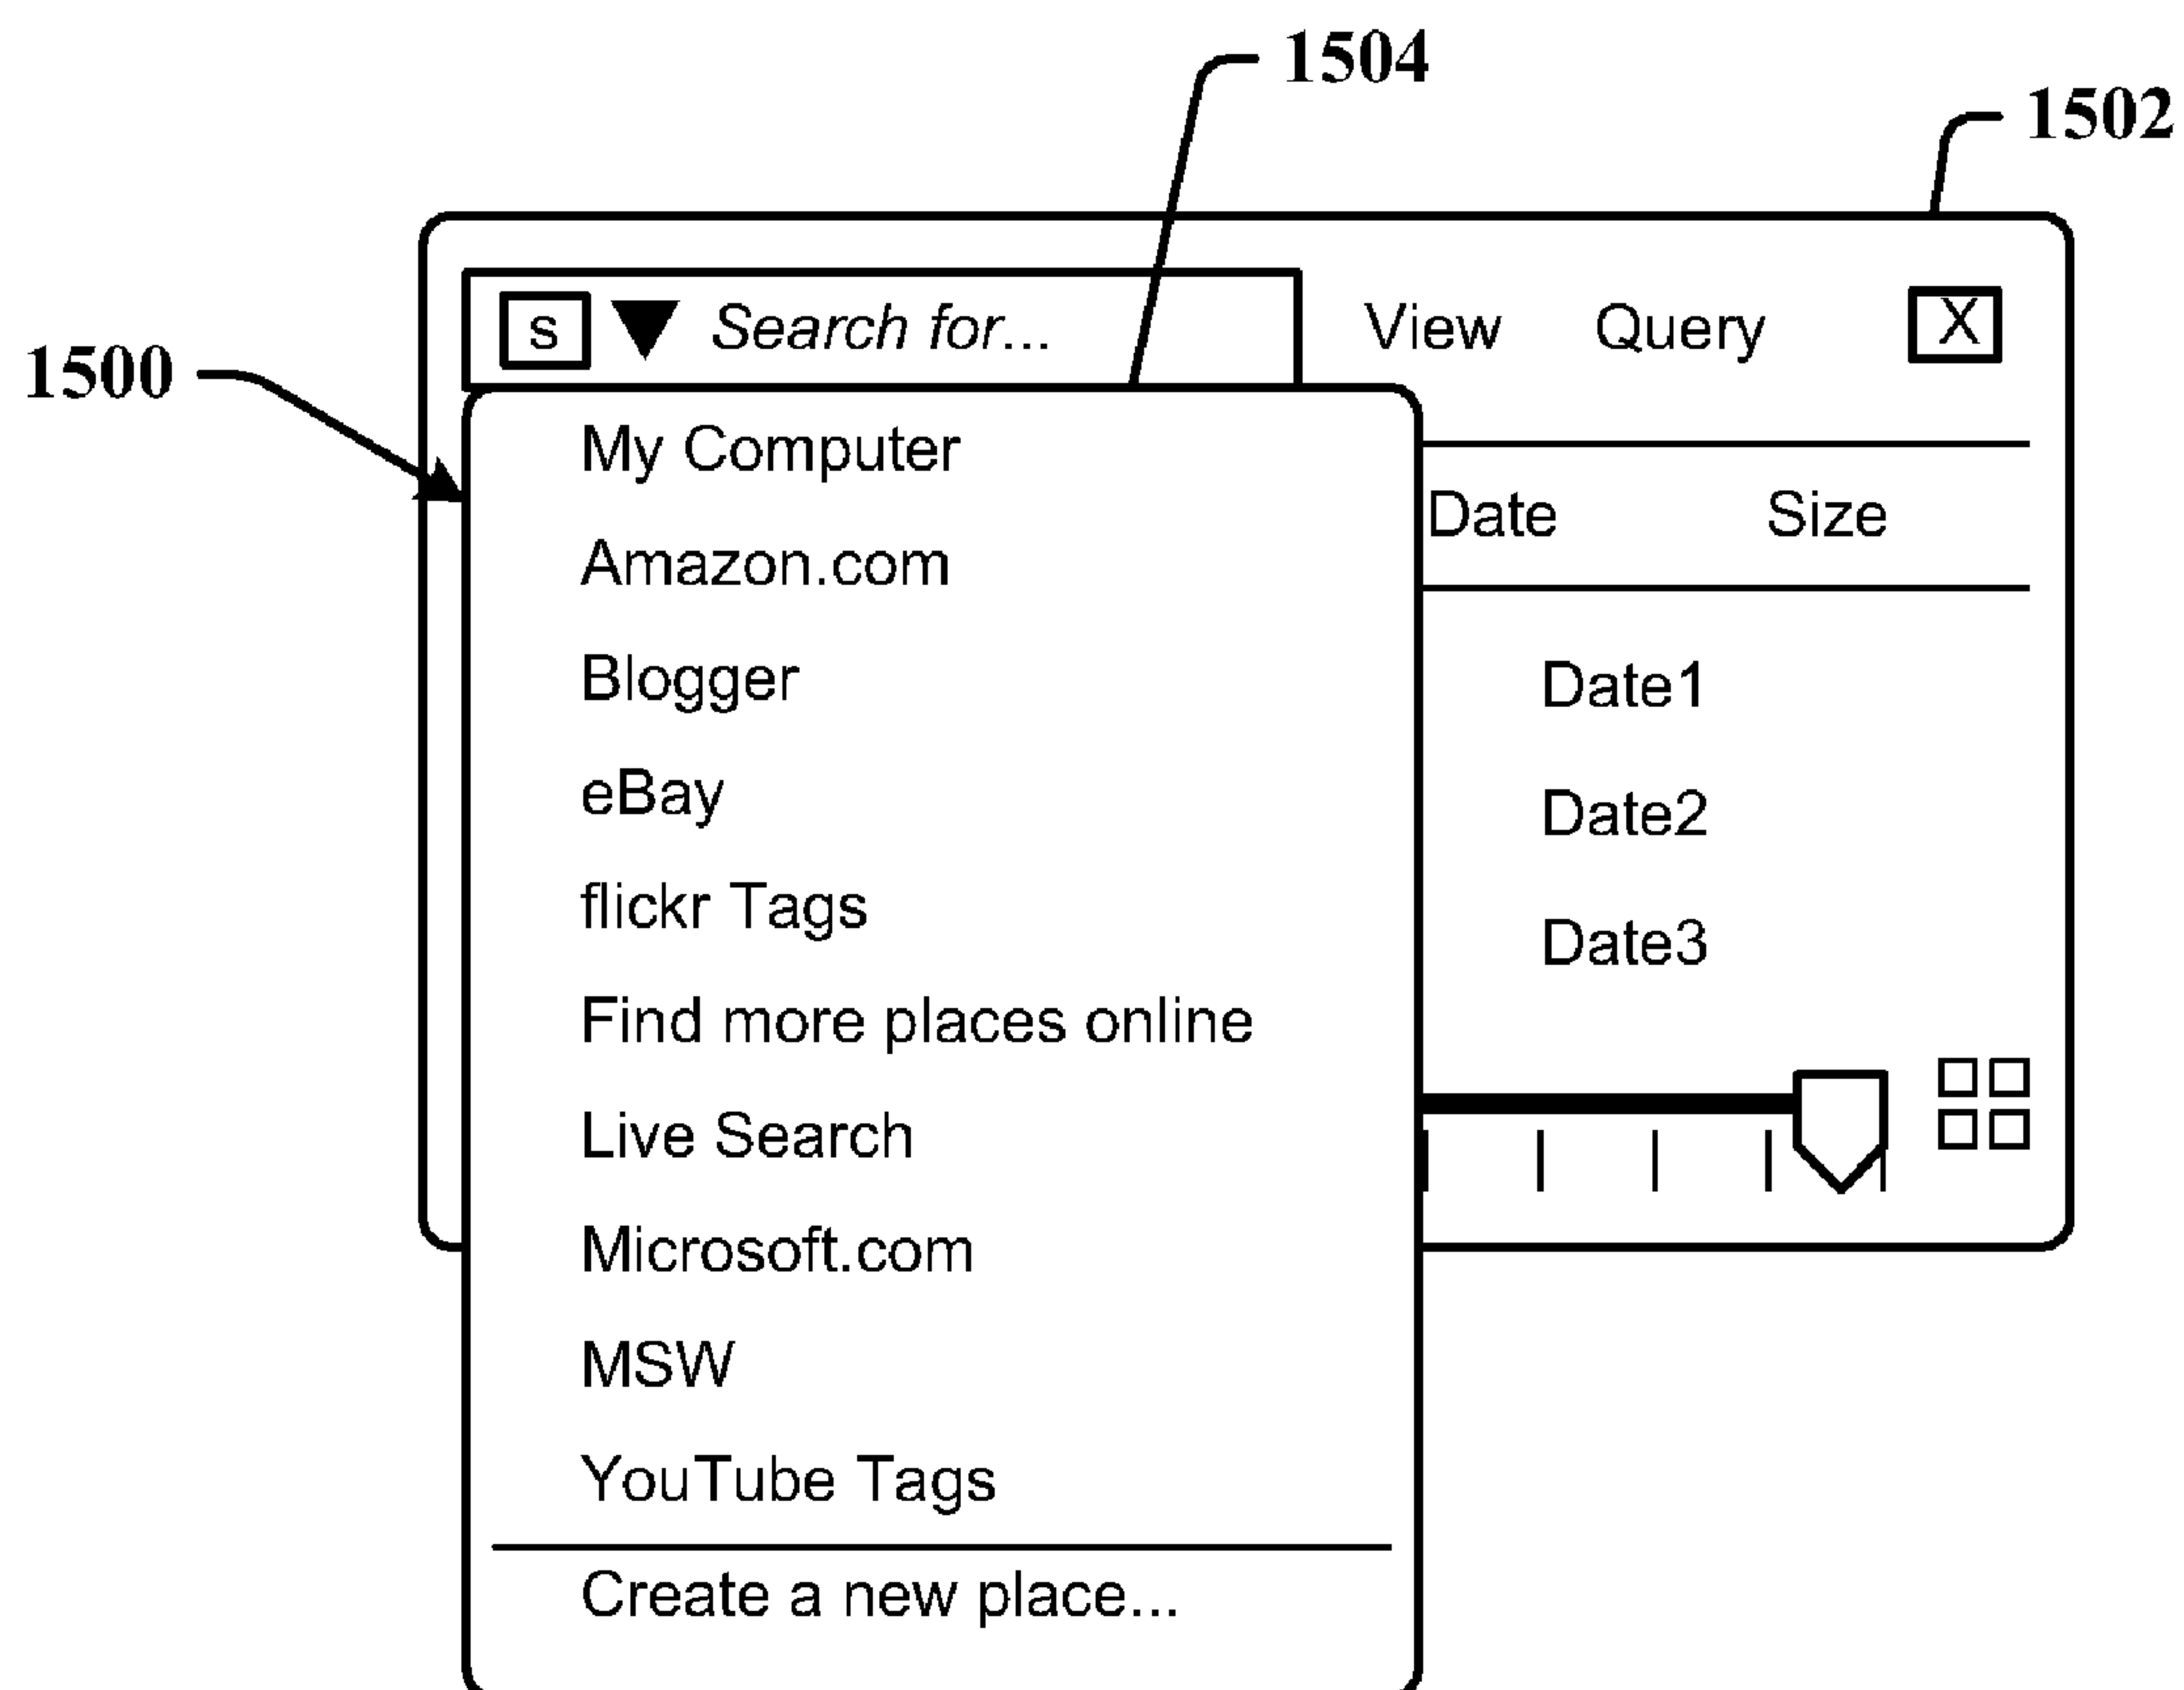 1504
1502
s Search for... View Query X
1500
My Computer
Date Size
Amazon.com
Blogger Date1
eBay Date2
flickr Tags Date3
Find more places online
Live Search
Microsoft.com
MSW
YouTube Tags
Create a new place...